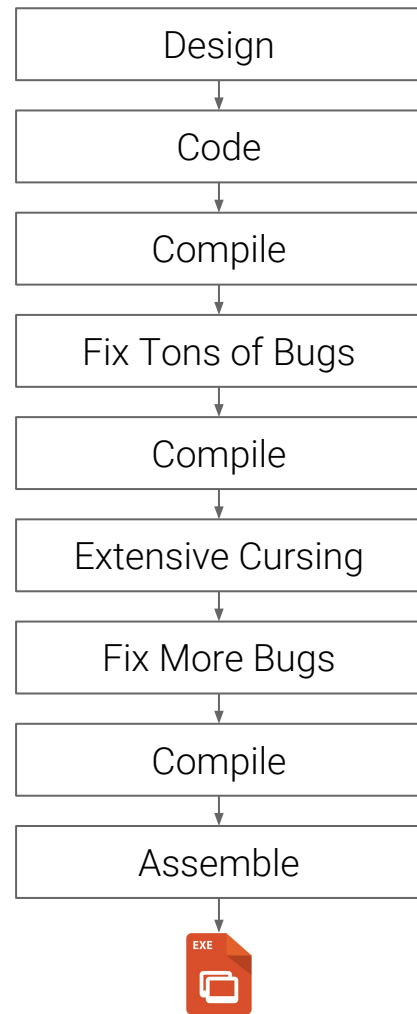 Design
Code
Compile
Fix Tons of Bugs
Compile
Extensive Cursing
Fix More Bugs
Compile
Assemble
EXE